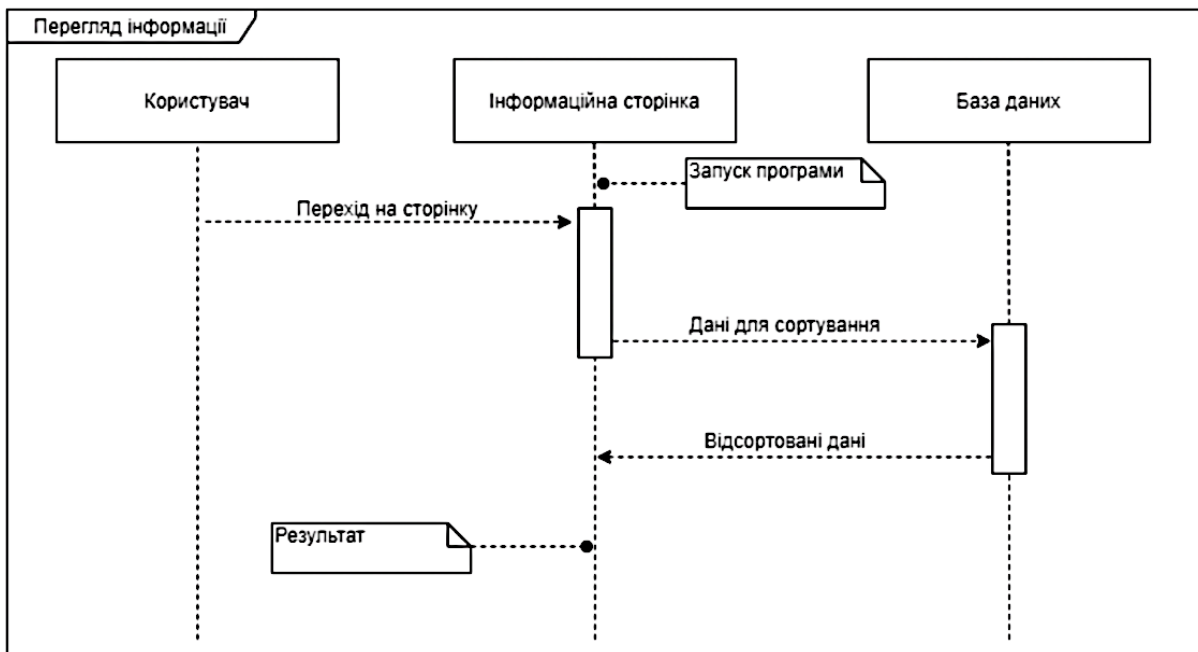 Перегляд інформації
Користувач
Інформаційна сторінка
База даних
Запуск програми
Перехід на сторінку
Дані для сортування
Відсортовані дані
Результат